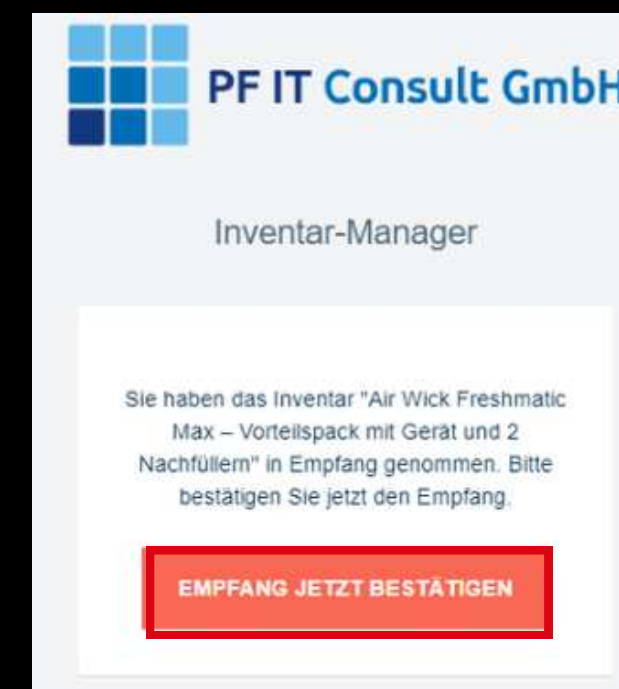 PF IT Consult GmbH
Inventar-Manager
Sie haben das Inventar "Air Wick Freshmatic
Max – Vorteilspack mit Gerät und 2
Nachfüllern" in Empfang genommen. Bitte
bestätigen Sie jetzt den Empfang.
EMPFANG JETZT BESTÄTIGEN